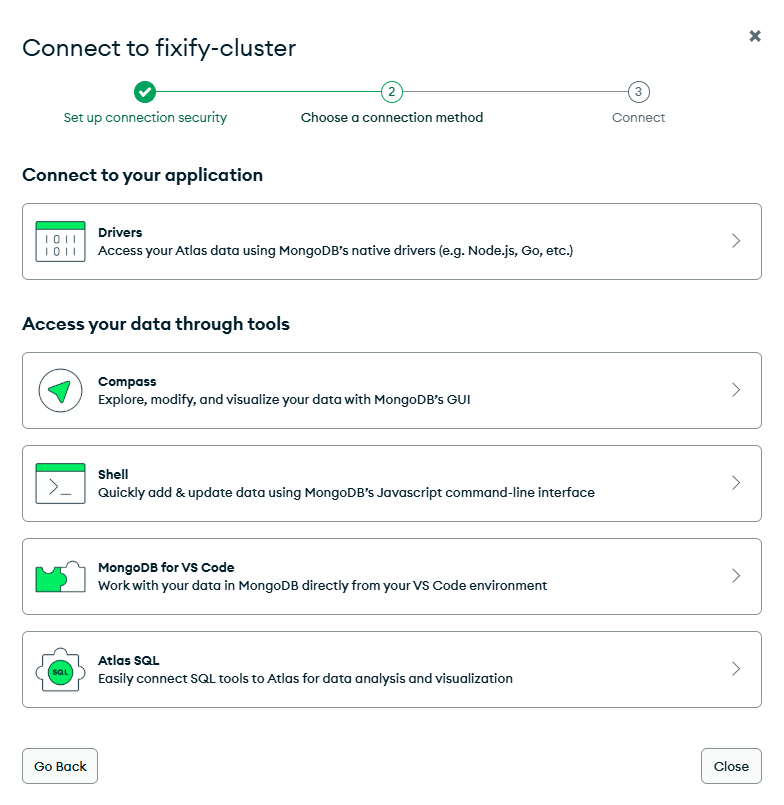 Connect to fixify-cluster
2
3
Set up connection security
Choose a connection method
Connect
Connect to your application
1011
1011
Drivers
Access your Atlas data using MongoDB's native drivers (e.g. Node.js, Go, etc.)
Access your data through tools
Compass
Explore, modify, and visualize your data with MongoDB's GUI
>_
Shell
Quickly add & update data using MongoDB's Javascript command-line interface
MongoDB for VS Code
Work with your data in MongoDB directly from your VS Code environment
SQL
Atlas SQL
Easily connect SQL tools to Atlas for data analysis and visualization
Go Back
Close